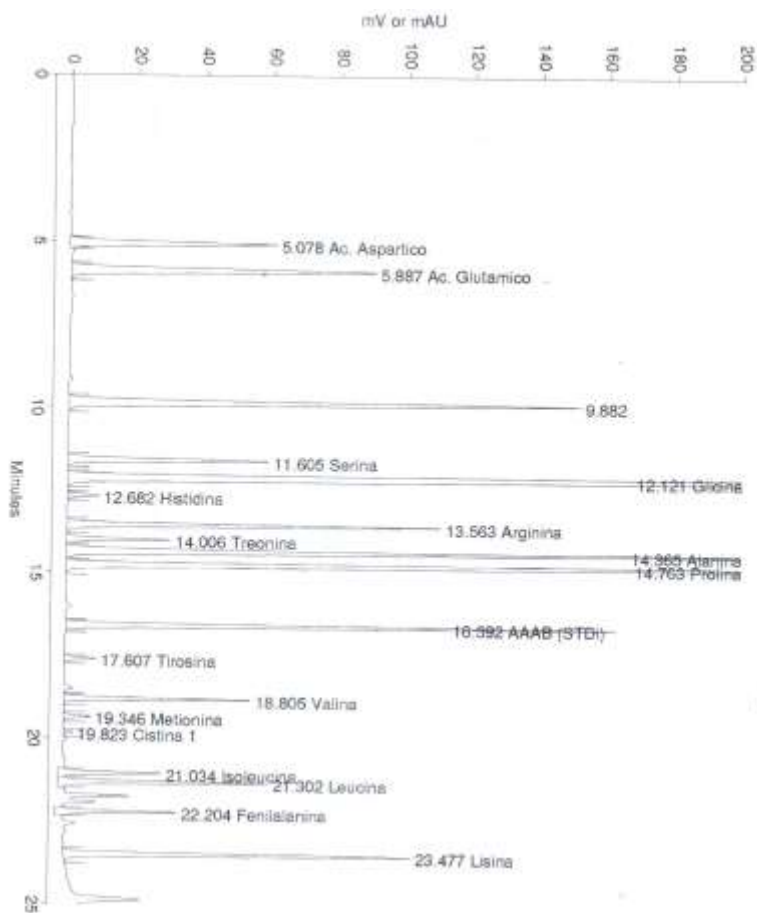 mV or mAU
0
20
40
60
80
100
120
140
160
180
200
0
5
10
15
20
25
Minutes
5.078 Ac. Aspartico
5.887 Ac. Glutamico
9.882
11.605 Serina
12.121 Glicina
12.682 Histidina
13.563 Arginina
14.006 Treonina
14.365 Alanina
14.763 Prolina
16.592 AAAB (STDi)
17.607 Tirosina
18.805 Valina
19.346 Metionina
19.823 Cistina 1
21.034 Isoleucina
21.302 Leucina
22.204 Fenilalanina
23.477 Lisina